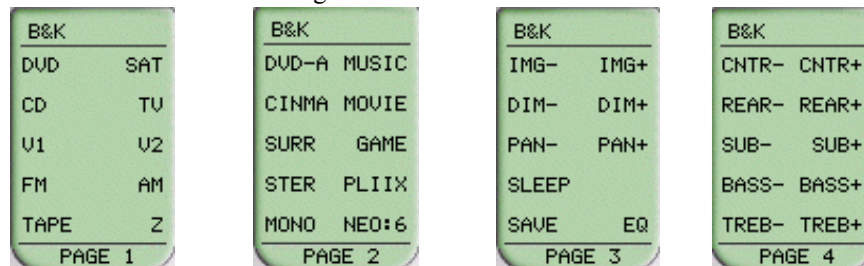 B&K
DVD SAT
CD TV
V1 V2
FM AM
TAPE Z
PAGE 1
B&K
DVD-A MUSIC
CINMA MOVIE
SURR GAME
STER PLIIX
MONO NEO:6
PAGE 2
B&K
IMG- IMG+
DIM- DIM+
PAN- PAN+
SLEEP
SAVE EQ
PAGE 3
B&K
CNTR- CNTR+
REAR- REAR+
SUB- SUB+
BASS- BASS+
TREB- TREB+
PAGE 4